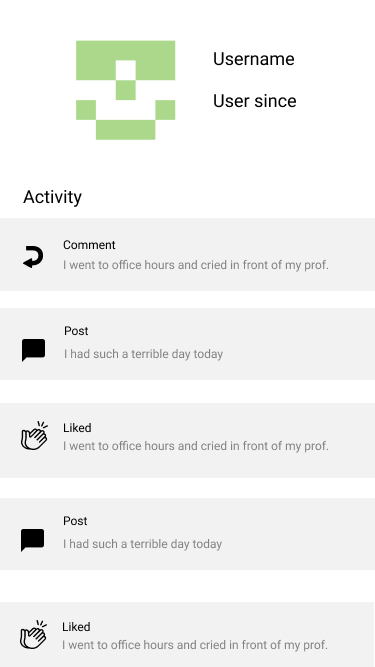 Username
User since
Activity
Comment
I went to office hours and cried in front of my prof.
Post
I had such a terrible day today
Liked
I went to office hours and cried in front of my prof.
Post
I had such a terrible day today
Liked
I went to office hours and cried in front of my prof.